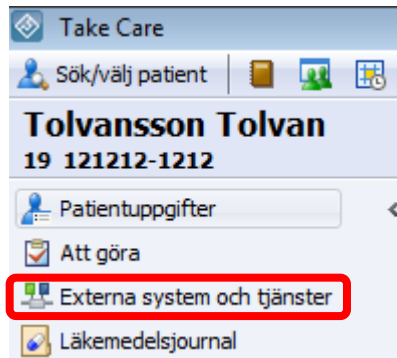 Take Care
Sök/välj patient
Tolvansson Tolvan
19 121212-1212
Patientuppgifter
Att göra
Externa system och tjänster
Läkemedelsjournal